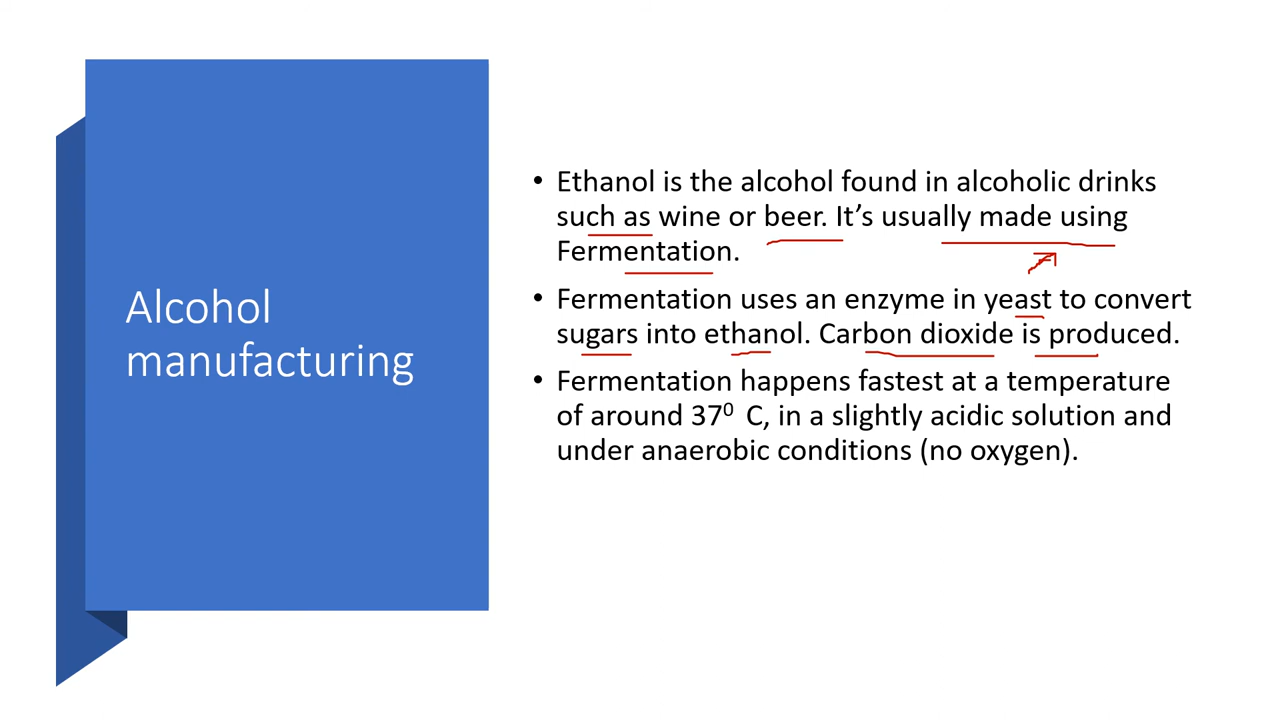 Alcohol
manufacturing
• Ethanol is the alcohol found in alcoholic drinks
such as wine or beer. It’s usually made using
Fermentation.
• Fermentation uses an enzyme in yeast to convert
sugars into ethanol. Carbon dioxide is produced.
• Fermentation happens fastest at a temperature
of around 37⁰ C, in a slightly acidic solution and
under anaerobic conditions (no oxygen).